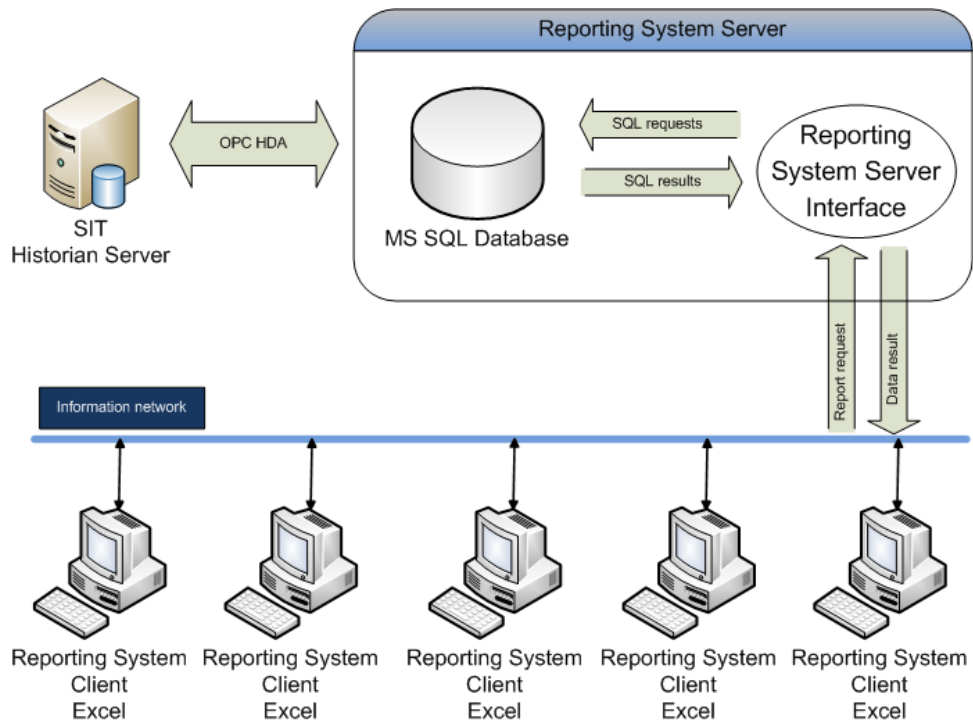 Reporting System Server
OPC HDA
SQL requests
SQL results
Reporting
System Server
Interface
SIT
Historian Server
MS SQL Database
Report request
Data result
Information network
Reporting System
Client
Excel
Reporting System
Client
Excel
Reporting System
Client
Excel
Reporting System
Client
Excel
Reporting System
Client
Excel